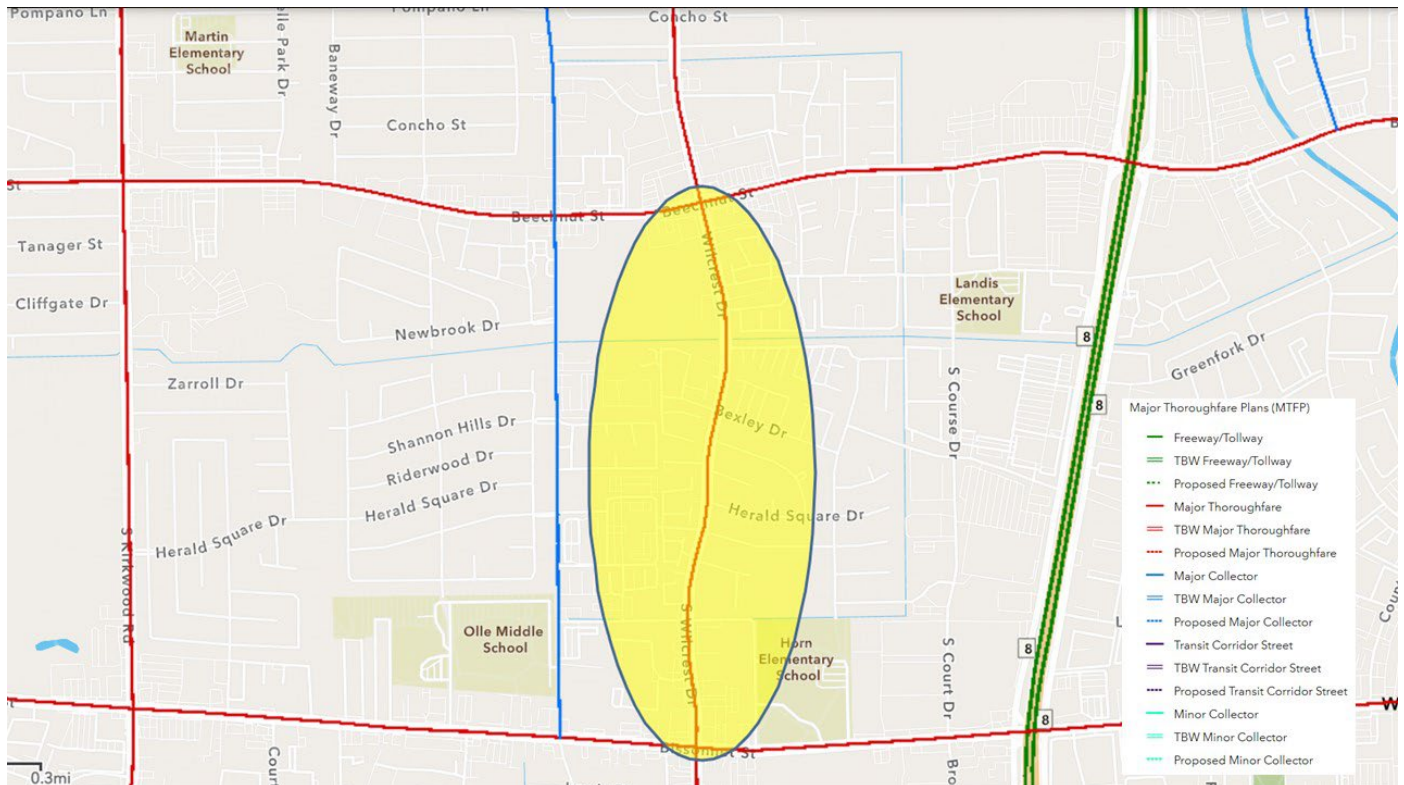 Pompano Ln
Pompano Ln
Concho St
Martin
Elementary
School
Park Dr
Baneway Dr
Concho St
St
Beechnut St
Beechnut St
Tanager St
Wilcrest Dr
Cliffgate Dr
Landis
Elementary
School
Newbrook Dr
8
Greenfork Dr
Zarroll Dr
8
S Course Dr
Bexley Dr
Shannon Hills Dr
Riderwood Dr
Herald Square Dr
Herald Square Dr
Herald Square Dr
S Kirkwood Rd
S Wilcrest Dr
Olle Middle
School
Horn
Elementary
School
S Court Dr
8
8
Bissonnet St
W
Court
Bro
0.3mi
Major Thoroughfare Plans (MTFP)
Freeway/Tollway
TBW Freeway/Tollway
Proposed Freeway/Tollway
Major Thoroughfare
TBW Major Thoroughfare
Proposed Major Thoroughfare
Major Collector
TBW Major Collector
Proposed Major Collector
Transit Corridor Street
TBW Transit Corridor Street
Proposed Transit Corridor Street
Minor Collector
TBW Minor Collector
Proposed Minor Collector